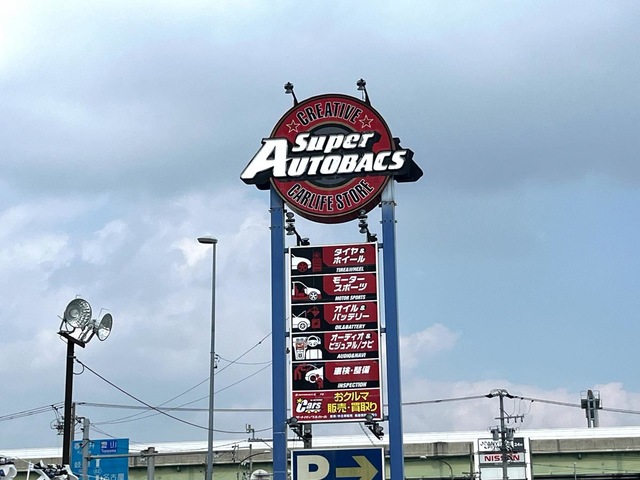 CREATIVE
Super
AUTOBACS
CARLIFE STORE
タイヤ&
ホイール
TIRE&WHEEL
モーター
スポーツ
MOTOR SPORTS
オイル&
バッテリー
OIL&BATTERY
オーディオ&
ビジュアル/ナビ
AUDIO&NAVI
車検・整備
INSPECTION
Cars
おクルマ
販売・買取り
P
NISSAN